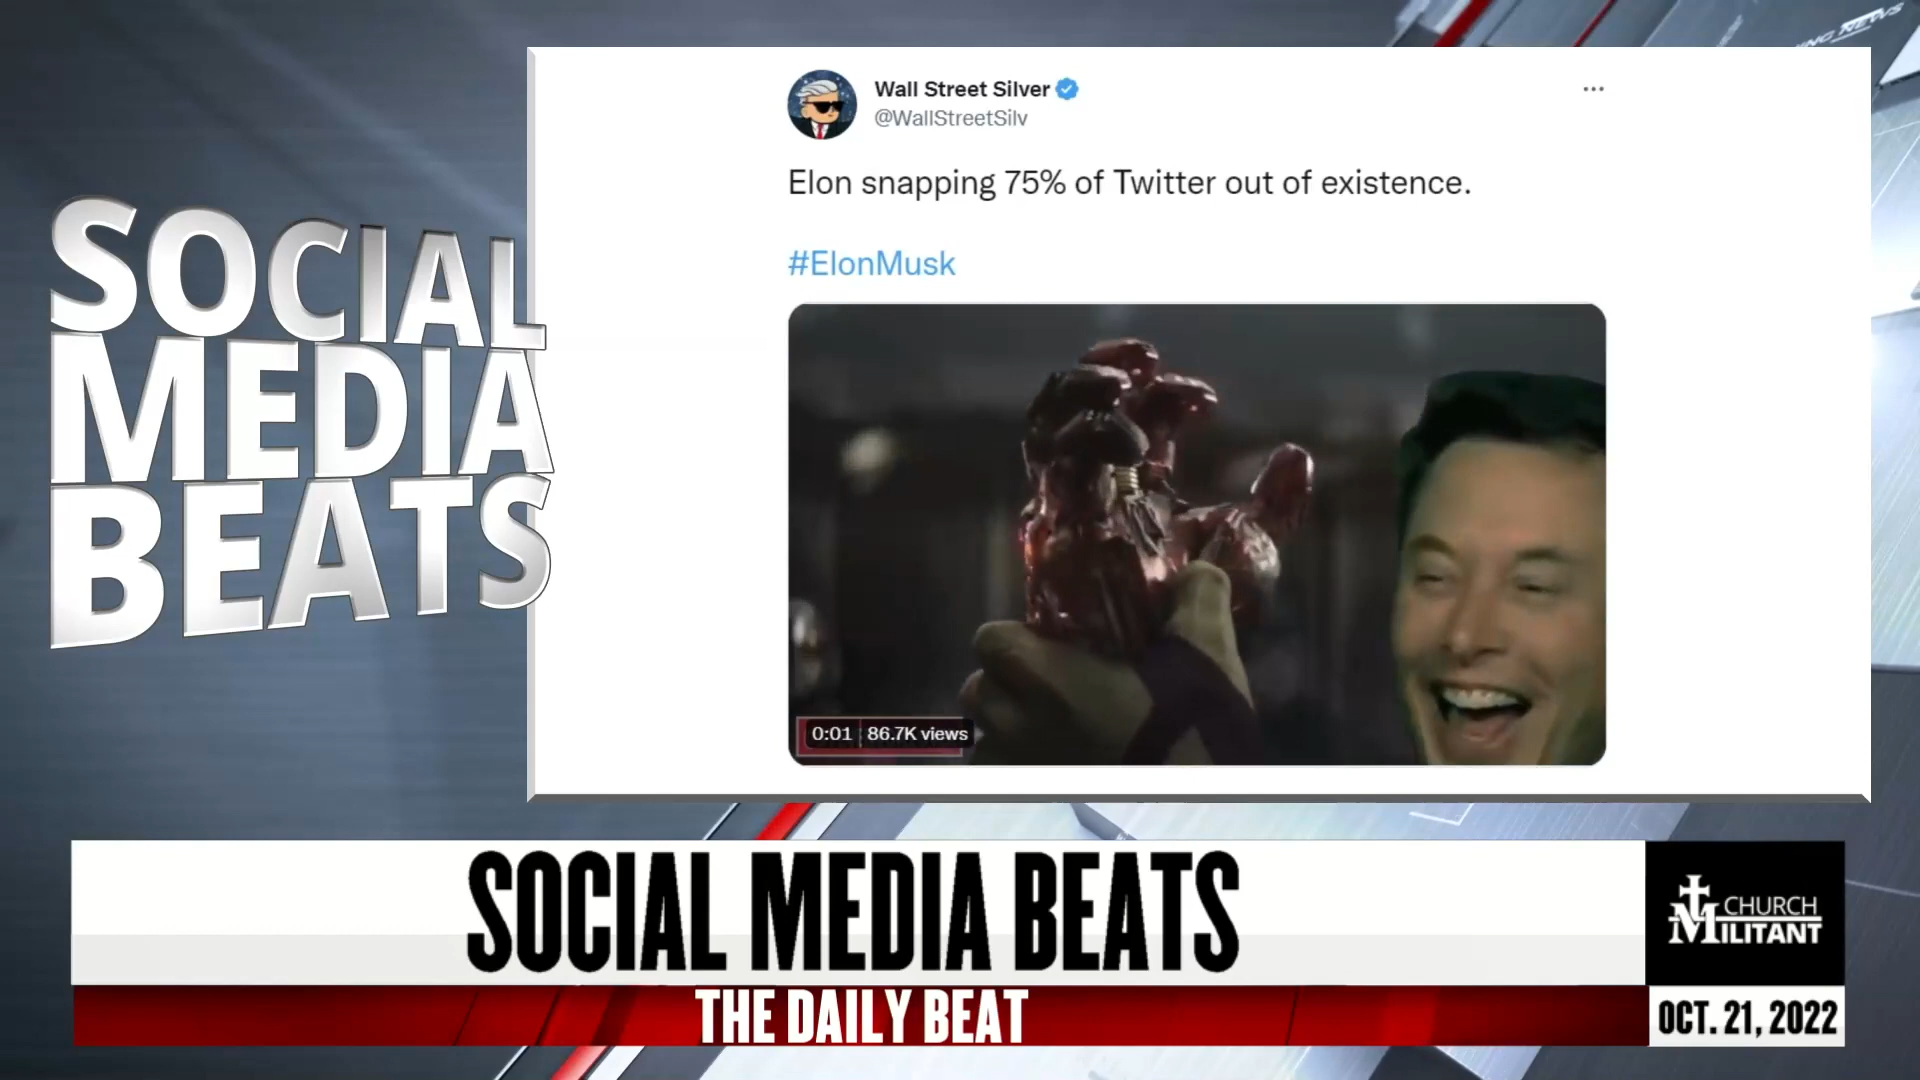 SOCIAL
MEDIA
BEATS
Wall Street Silver
@WallStreetSilv
Elon snapping 75% of Twitter out of existence.
#ElonMusk
0:01 86.7K views
SOCIAL MEDIA BEATS
THE DAILY BEAT
CHURCH
MILITANT
OCT. 21, 2022
NEWS